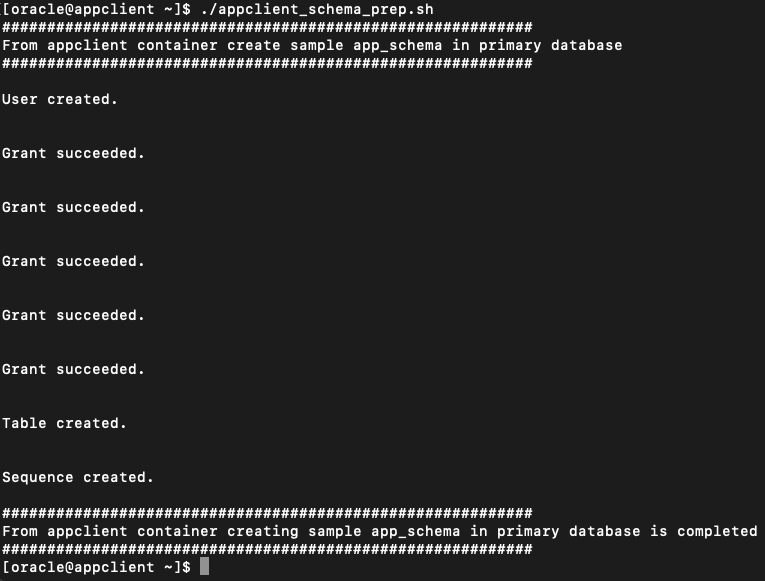 [oracle@appclient ~]$ ./appclient_schema_prep.sh
###########################################################
From appclient container create sample app_schema in primary database
###########################################################
User created.
Grant succeeded.
Grant succeeded.
Grant succeeded.
Grant succeeded.
Grant succeeded.
Table created.
Sequence created.
###########################################################
From appclient container creating sample app_schema in primary database is completed
###########################################################
[oracle@appclient ~]$